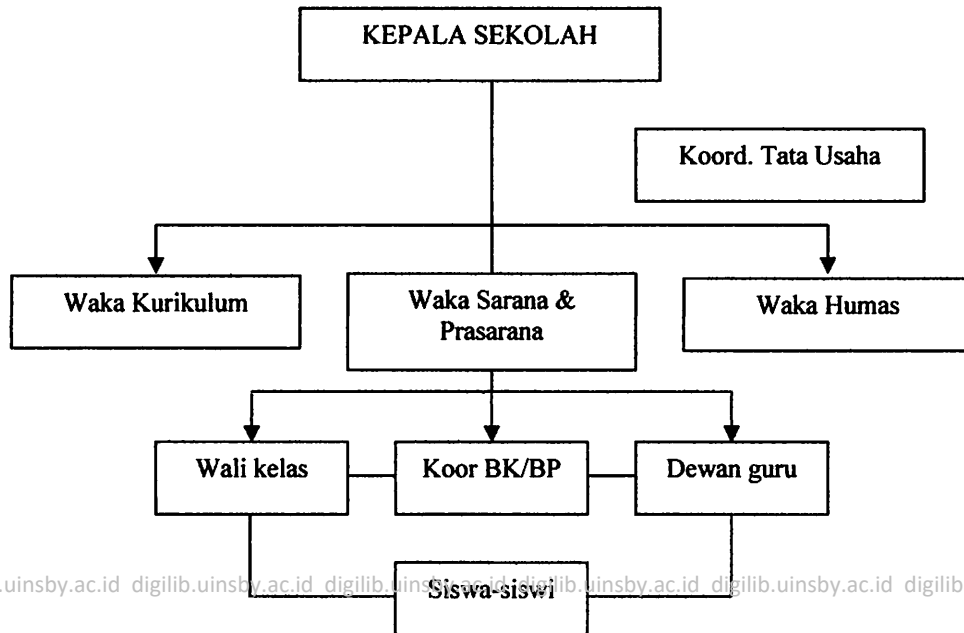 KEPALA SEKOLAH
Koord. Tata Usaha
Waka Kurikulum
Waka Sarana &
Prasarana
Waka Humas
Wali kelas
Koor BK/BP
Dewan guru
.uinsby.ac.id digilib.uinsby.ac.id digilib.uinsby.ac.id digilib.uinsby.ac.id digilib.uinsby.ac.id digilib
Siswa-siswi